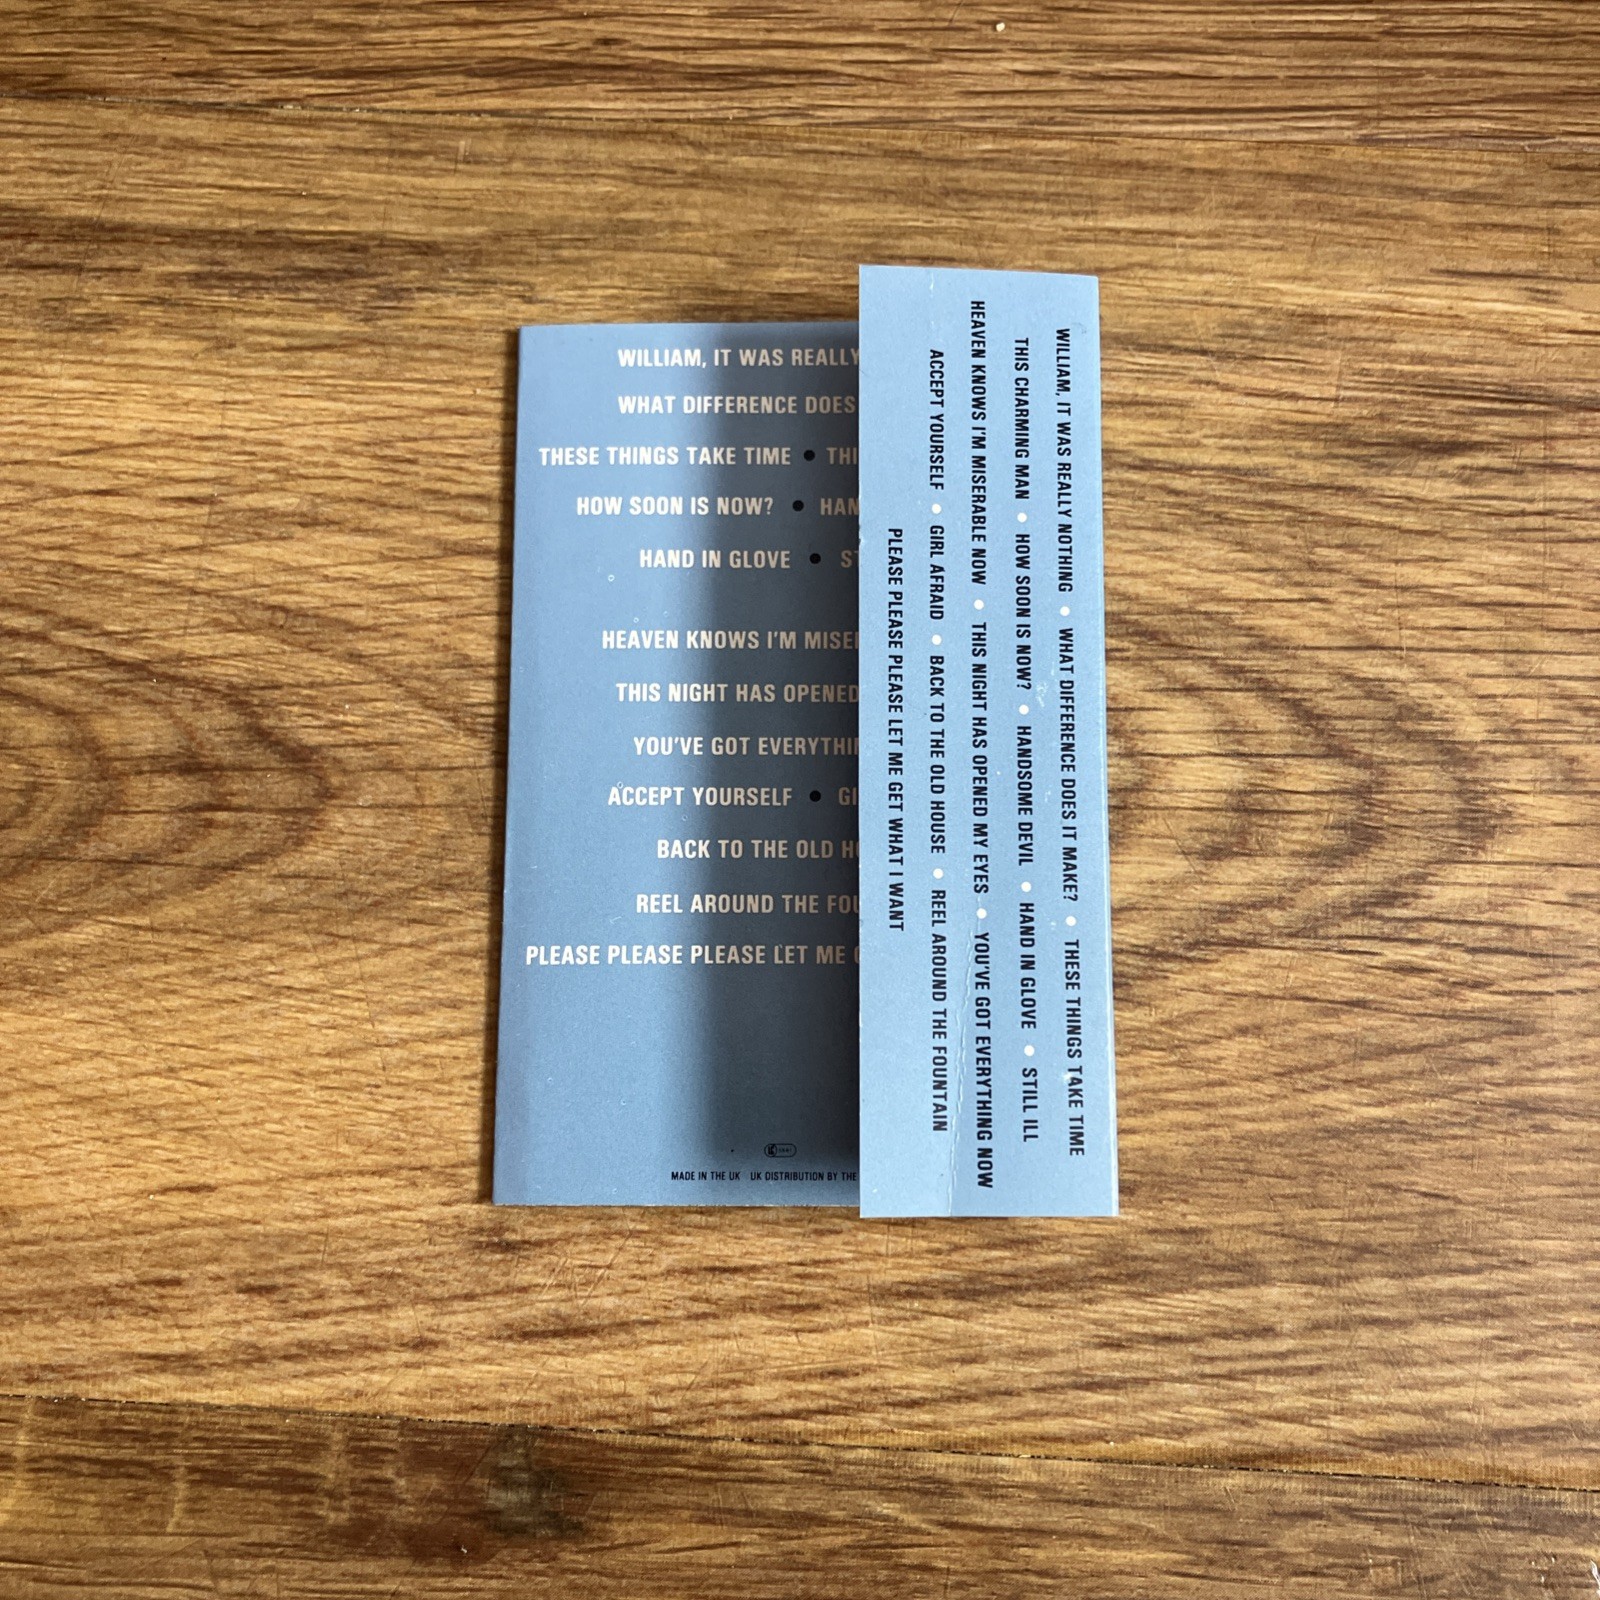 WILLIAM, IT WAS REALLY
WHAT DIFFERENCE DOES
THESE THINGS TAKE TIME • THI
HOW SOON IS NOW? • HAN
HAND IN GLOVE • ST
HEAVEN KNOWS I'M MISER
THIS NIGHT HAS OPENED
YOU'VE GOT EVERYTHIN
ACCEPT YOURSELF • GI
BACK TO THE OLD HO
REEL AROUND THE FOU
PLEASE PLEASE PLEASE LET ME G
MADE IN THE UK UK DISTRIBUTION BY THE
WILLIAM, IT WAS REALLY NOTHING • WHAT DIFFERENCE DOES IT MAKE? • THESE THINGS TAKE TIME
THIS CHARMING MAN • HOW SOON IS NOW? • HANDSOME DEVIL • HAND IN GLOVE • STILL ILL
HEAVEN KNOWS I'M MISERABLE NOW • THIS NIGHT HAS OPENED MY EYES • YOU'VE GOT EVERYTHING NOW
ACCEPT YOURSELF • GIRL AFRAID • BACK TO THE OLD HOUSE • REEL AROUND THE FOUNTAIN
PLEASE PLEASE PLEASE LET ME GET WHAT I WANT